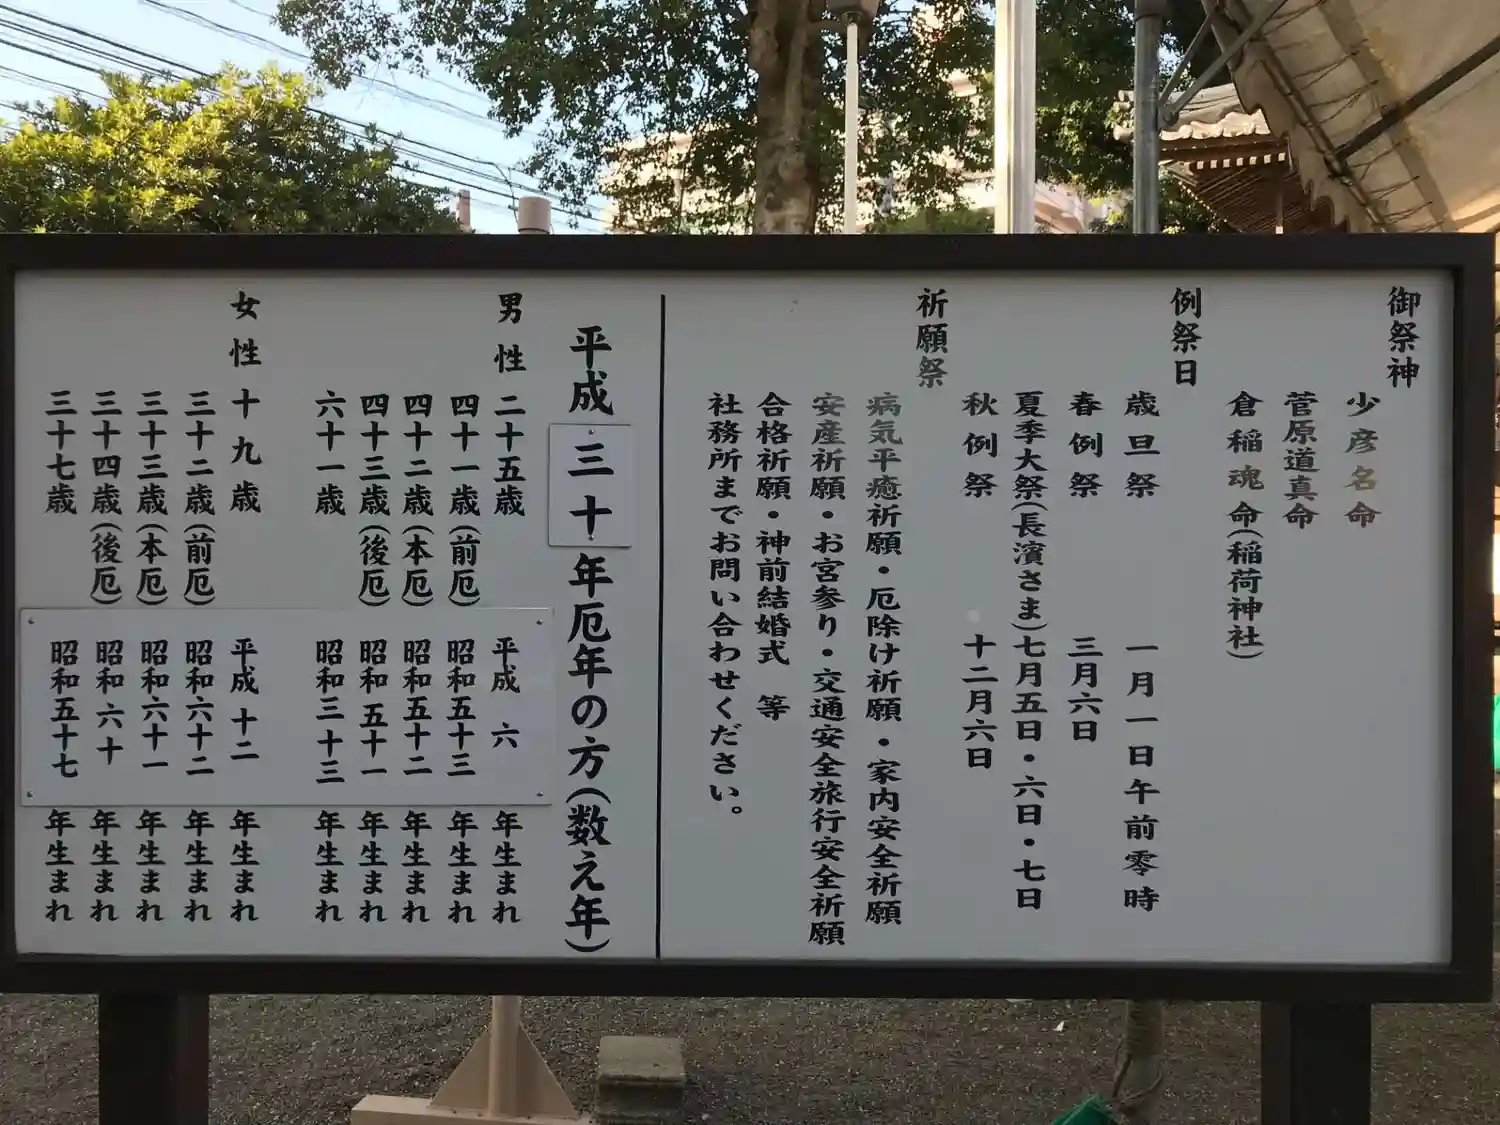 御祭神
少彦名命
菅原道真命
倉稲魂命(稲荷神社)
例祭日
歳旦祭 一月一日午前零時
春例祭 三月六日
夏季大祭(長濱さま)七月五日・六日・七日
秋例祭 十二月六日
祈願祭
病気平癒祈願・厄除け祈願・家内安全祈願
安産祈願・お宮参り・交通安全旅行安全祈願
合格祈願・神前結婚式 等
社務所までお問い合わせください。
平成三十年厄年の方(数え年)
男性 二十五歳 平成 六 年生まれ
四十一歳(前厄) 昭和五十三年生まれ
四十二歳(本厄) 昭和五十二年生まれ
四十三歳(後厄) 昭和五十一年生まれ
六十一歳 昭和三十三年生まれ
女性 十九歳 平成十二年生まれ
三十二歳(前厄) 昭和六十二年生まれ
三十三歳(本厄) 昭和六十一年生まれ
三十四歳(後厄) 昭和六十年生まれ
三十七歳 昭和五十七年生まれ